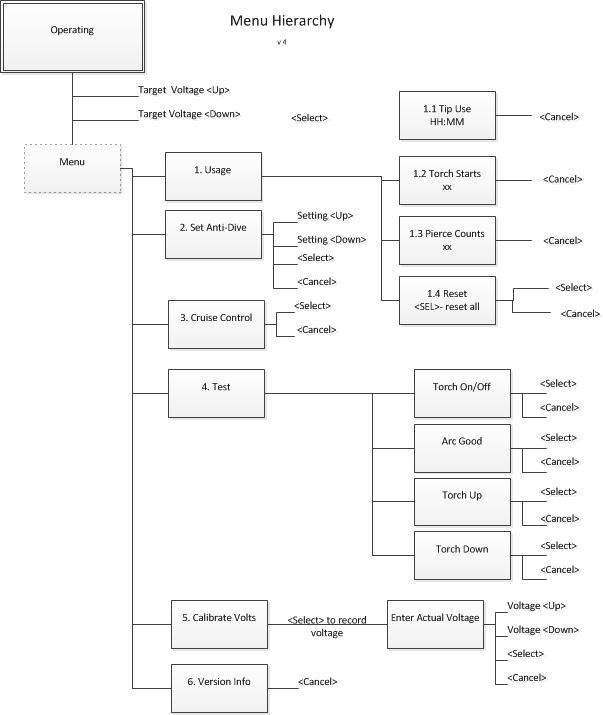 Menu Hierarchy
v 4
Operating
Target Voltage <Up>
Target Voltage <Down>
<Select>
Menu
1. Usage
1.1 Tip Use
HH:MM
<Cancel>
1.2 Torch Starts
xx
<Cancel>
1.3 Pierce Counts
xx
<Cancel>
1.4 Reset
<SEL>- reset all
<Select>
<Cancel>
2. Set Anti-Dive
Setting <Up>
Setting <Down>
<Select>
<Cancel>
3. Cruise Control
<Select>
<Cancel>
4. Test
Torch On/Off
<Select>
<Cancel>
Arc Good
<Select>
<Cancel>
Torch Up
<Select>
<Cancel>
Torch Down
<Select>
<Cancel>
5. Calibrate Volts
<Select> to record
voltage
Enter Actual Voltage
Voltage <Up>
Voltage <Down>
<Select>
<Cancel>
6. Version Info
<Cancel>